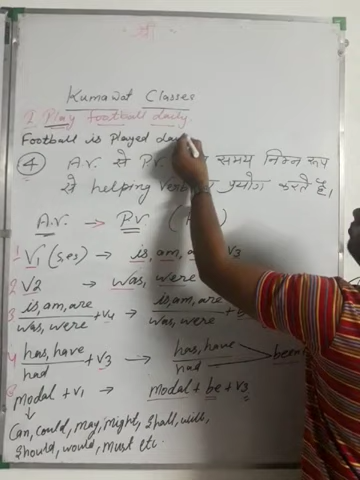 श्री
Kumawat Classes
I Play football daily.
Football is Played da
④ A.V. से P.V. समय निम्न रूप
से helping Verb प्रयोग करते हैं।
A.V. → P.V.
1 V1 (s,es) → is, am, V3
2 V2 → was, were
3 is, am, are / was, were + v4 → is, am, are / was, were +
4 has, have / had + v3 → has, have / had
modal + v1 → modal + be + v3
↓
Can, could, may, might, Shall, will,
Should, would, must etc.